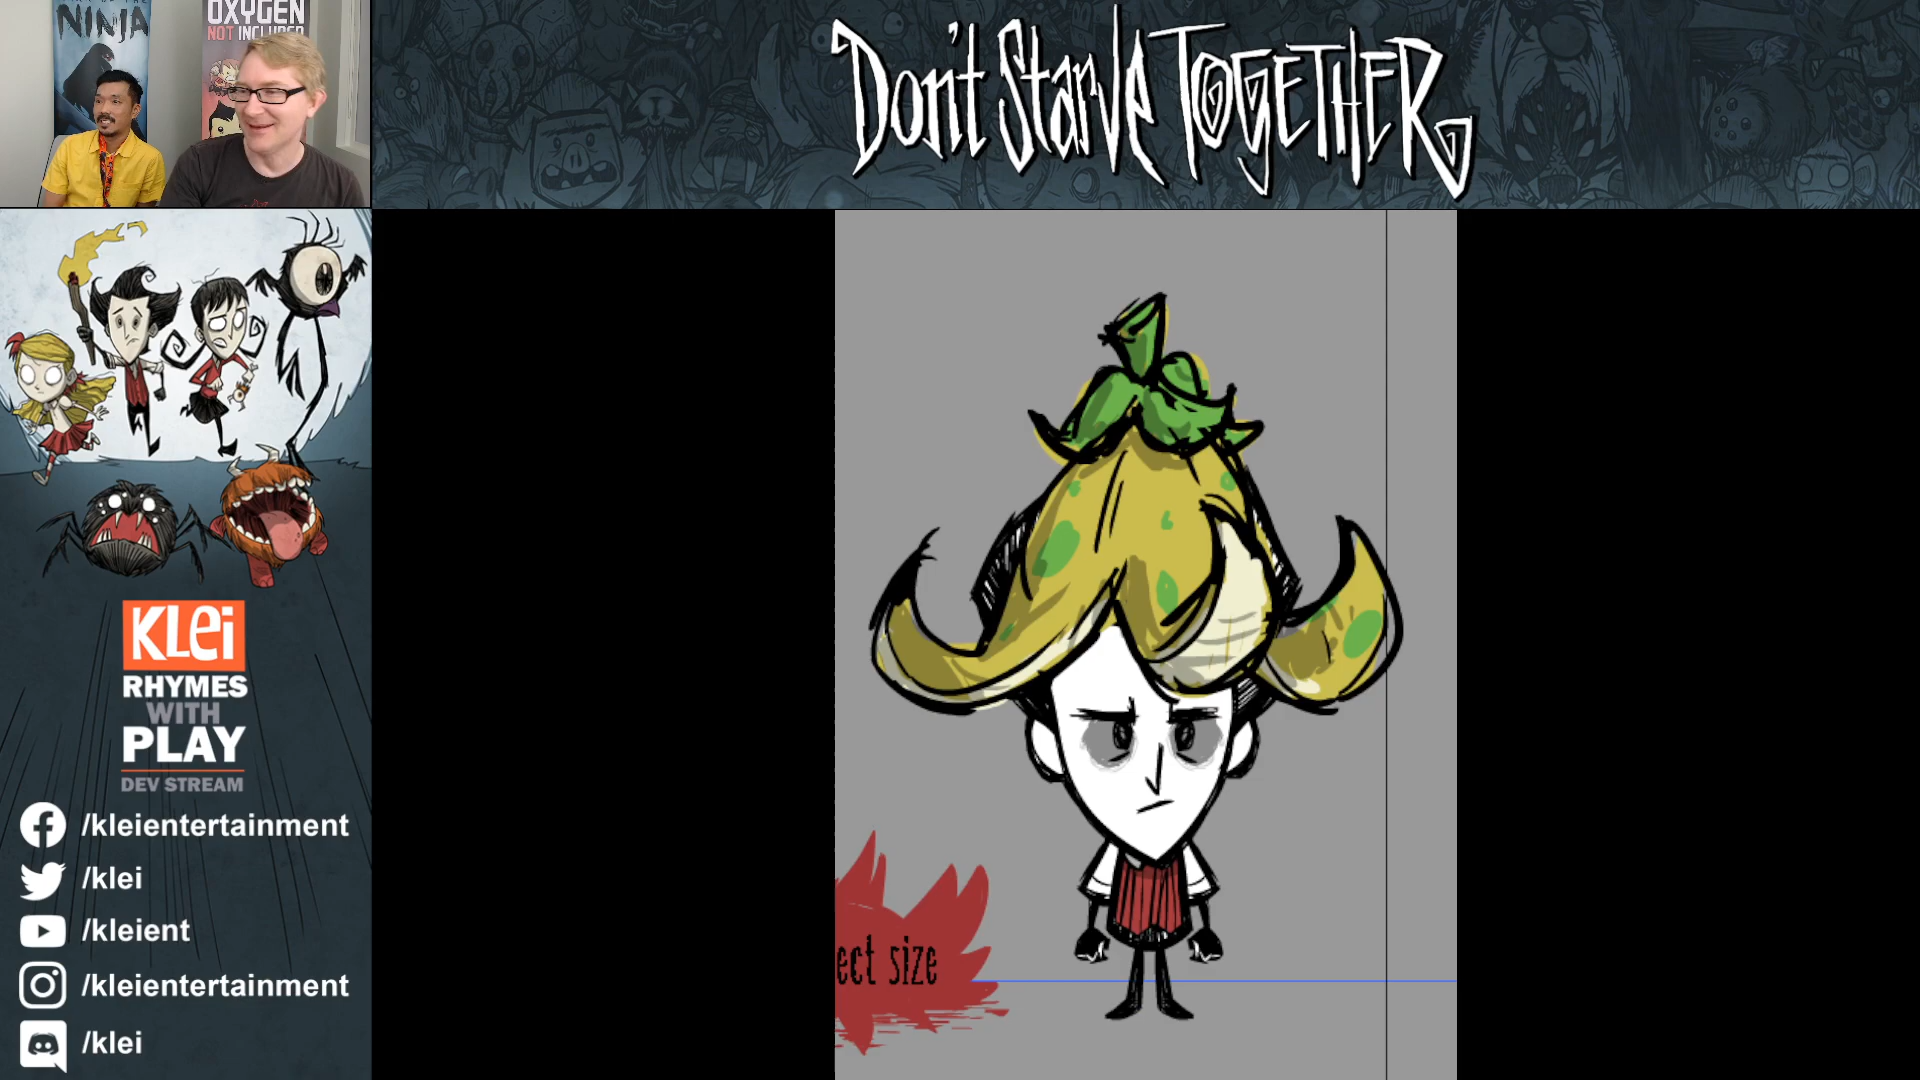 NINJA
OXYGEN
NOT INCLUDED
Don't Starve TOGETHER
KLei
RHYMES
WITH
PLAY
DEV STREAM
/kleientertainment
/klei
/kleient
/kleientertainment
/klei
ect size